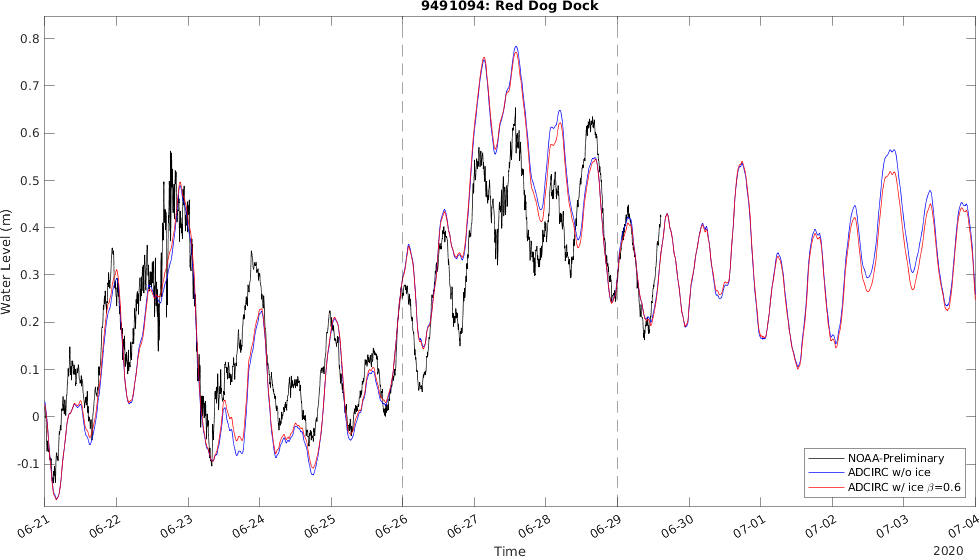 9491094: Red Dog Dock
Water Level (m)
0.8
0.7
0.6
0.5
0.4
0.3
0.2
0.1
0
-0.1
NOAA-Preliminary
ADCIRC w/o ice
ADCIRC w/ ice β=0.6
06-21 06-22 06-23 06-24 06-25 06-26 06-27 06-28 06-29 06-30 07-01 07-02 07-03 07-04
Time
2020